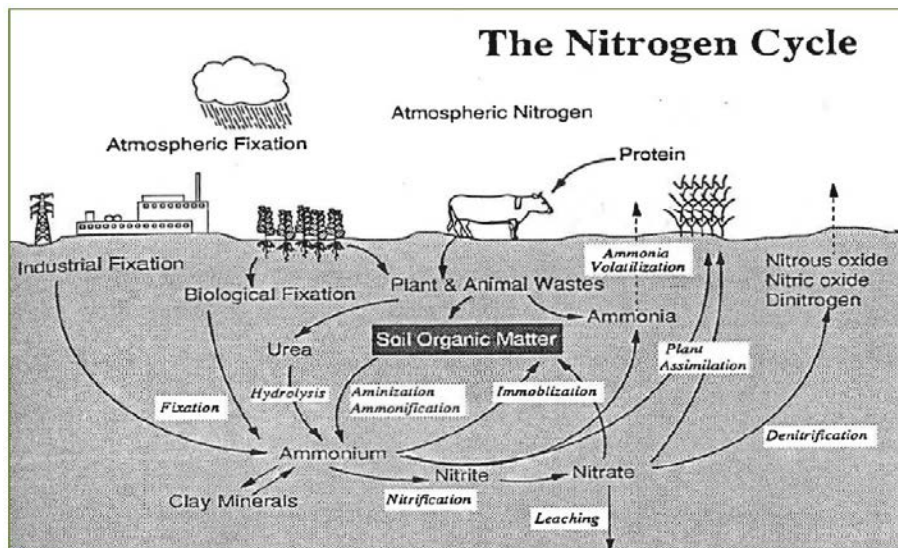 The Nitrogen Cycle
Atmospheric Nitrogen
Atmospheric Fixation
Protein
Industrial Fixation
Biological Fixation
Plant & Animal Wastes
Ammonia
Volatilization
Nitrous oxide
Nitric oxide
Dinitrogen
Ammonia
Urea
Soil Organic Matter
Plant
Assimilation
Hydrolysis
Aminization
Ammonification
Immoblization
Fixation
Denitrification
Ammonium
Nitrite
Nitrate
Clay Minerals
Nitrification
Leaching